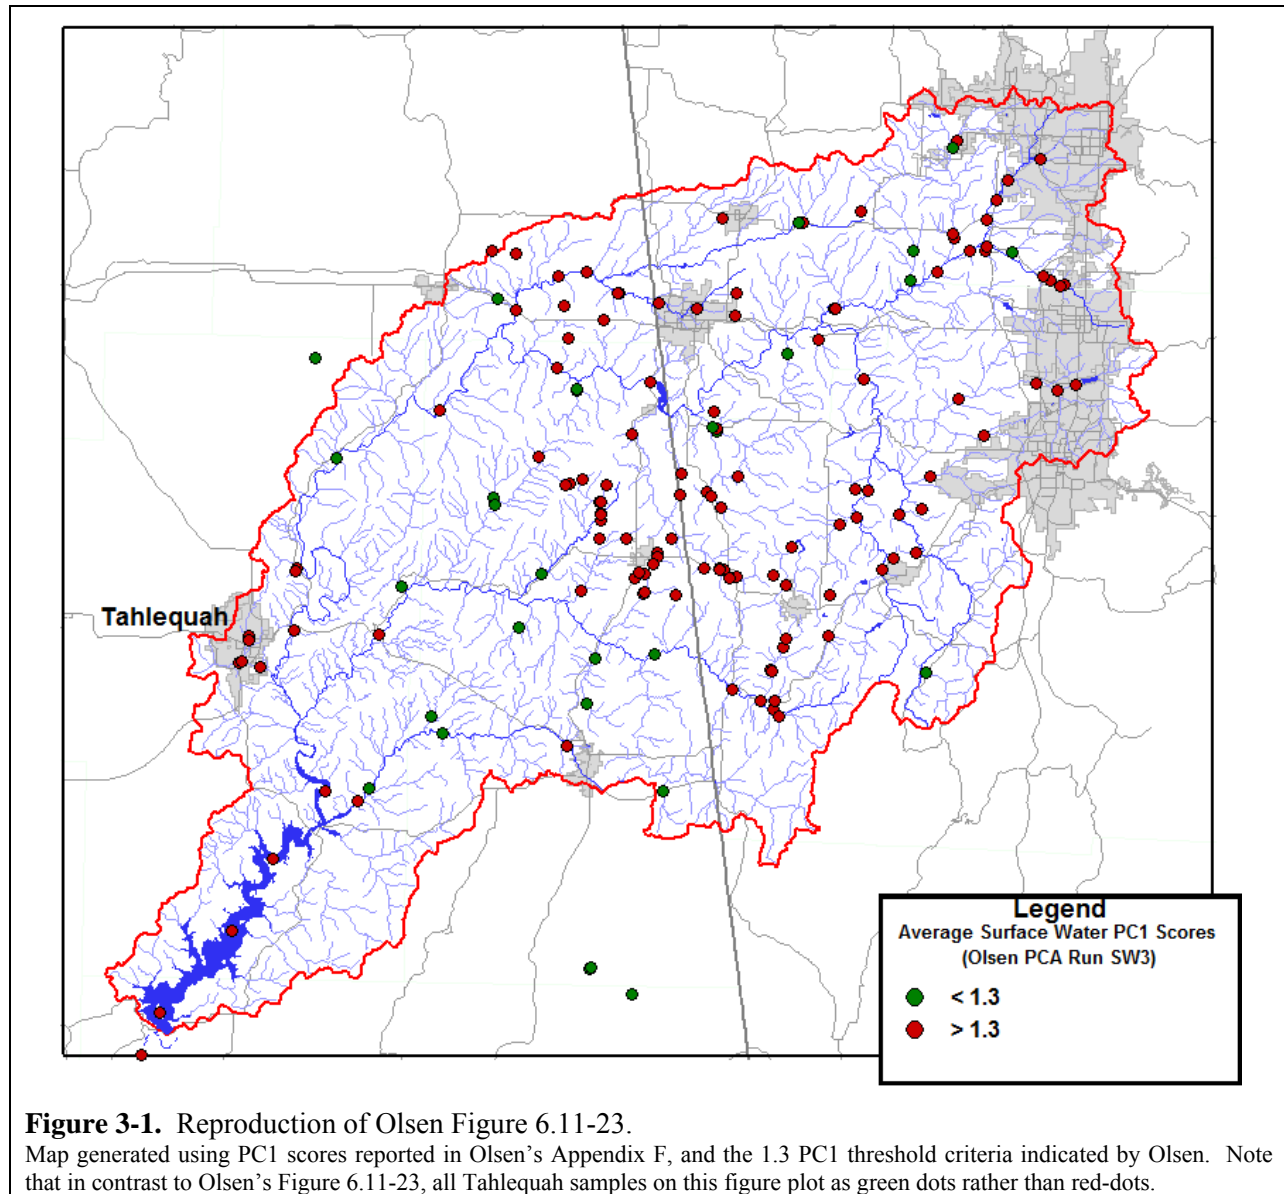 Tahlequah
Legend
Average Surface Water PC1 Scores
(Olsen PCA Run SW3)
< 1.3
> 1.3
Figure 3-1. Reproduction of Olsen Figure 6.11-23.
Map generated using PC1 scores reported in Olsen's Appendix F, and the 1.3 PC1 threshold criteria indicated by Olsen. Note
that in contrast to Olsen's Figure 6.11-23, all Tahlequah samples on this figure plot as green dots rather than red-dots.